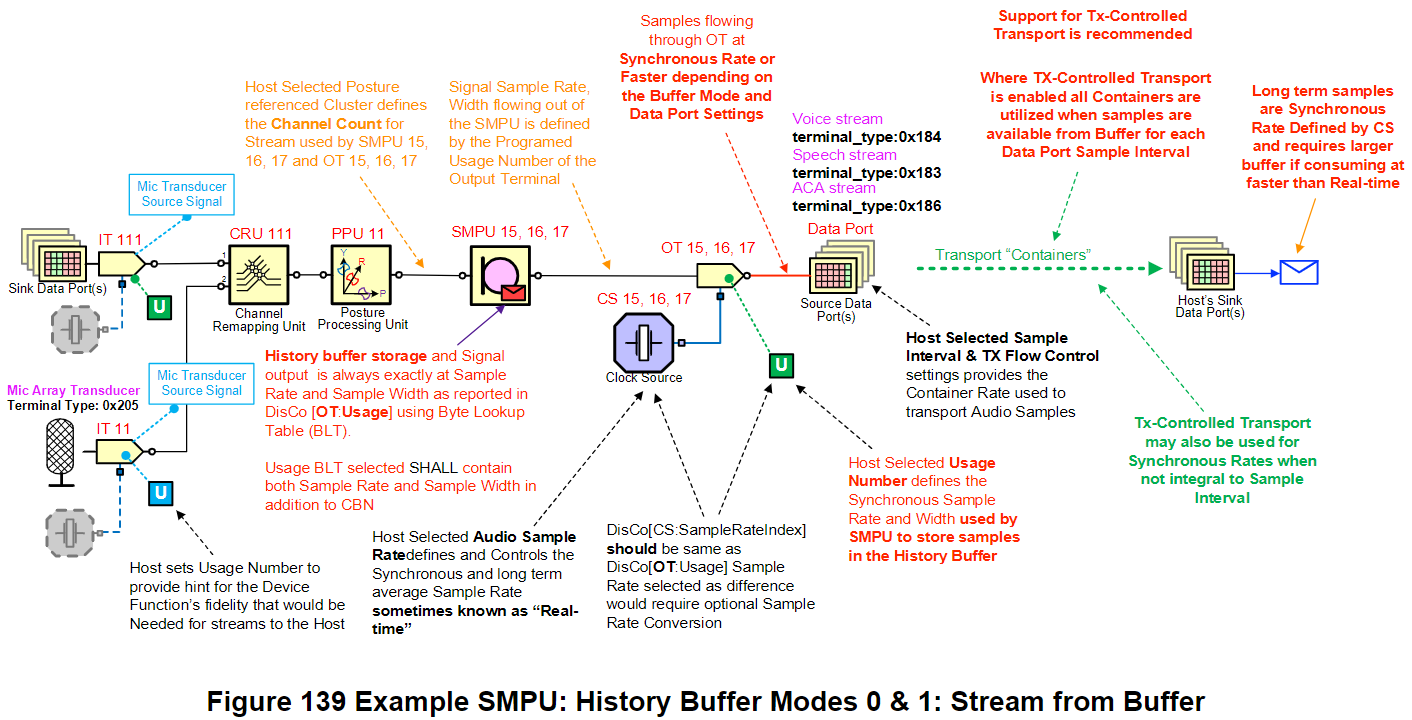 Support for Tx-Controlled
Transport is recommended
Samples flowing
through OT at
Synchronous Rate or
Faster depending on
the Buffer Mode and
Data Port Settings
Where TX-Controlled Transport
is enabled all Containers are
utilized when samples are
available from Buffer for each
Data Port Sample Interval
Long term samples
are Synchronous
Rate Defined by CS
and requires larger
buffer if consuming at
faster than Real-time
Host Selected Posture
referenced Cluster defines
the Channel Count for
Stream used by SMPU 15,
16, 17 and OT 15, 16, 17
Signal Sample Rate,
Width flowing out of
the SMPU is defined
by the Programed
Usage Number of the
Output Terminal
Voice stream
terminal_type:0x184
Speech stream
terminal_type:0x183
ACA stream
terminal_type:0x186
Mic Transducer
Source Signal
IT 111
CRU 111
PPU 11
SMPU 15, 16, 17
OT 15, 16, 17
Data Port
Transport “Containers”
1
2
Y
R
P
Sink Data Port(s)
U
Channel
Remapping Unit
Posture
Processing Unit
CS 15, 16, 17
Source Data
Port(s)
Host's Sink
Data Port(s)
History buffer storage and Signal
output is always exactly at Sample
Rate and Sample Width as reported in
DisCo [OT:Usage] using Byte Lookup
Table (BLT).
Usage BLT selected SHALL contain
both Sample Rate and Sample Width in
addition to CBN
Clock Source
U
Host Selected Sample
Interval & TX Flow Control
settings provides the
Container Rate used to
transport Audio Samples
Mic Transducer
Source Signal
Mic Array Transducer
Terminal Type: 0x205
IT 11
U
Tx-Controlled Transport
may also be used for
Synchronous Rates when
not integral to Sample
Interval
Host Selected Usage
Number defines the
Synchronous Sample
Rate and Width used by
SMPU to store samples
in the History Buffer
Host sets Usage Number to
provide hint for the Device
Function's fidelity that would be
Needed for streams to the Host
Host Selected Audio Sample
Ratedefines and Controls the
Synchronous and long term
average Sample Rate
sometimes known as “Real-
time”
DisCo[CS:SampleRateIndex]
should be same as
DisCo[OT:Usage] Sample
Rate selected as difference
would require optional Sample
Rate Conversion
Figure 139 Example SMPU: History Buffer Modes 0 & 1: Stream from Buffer